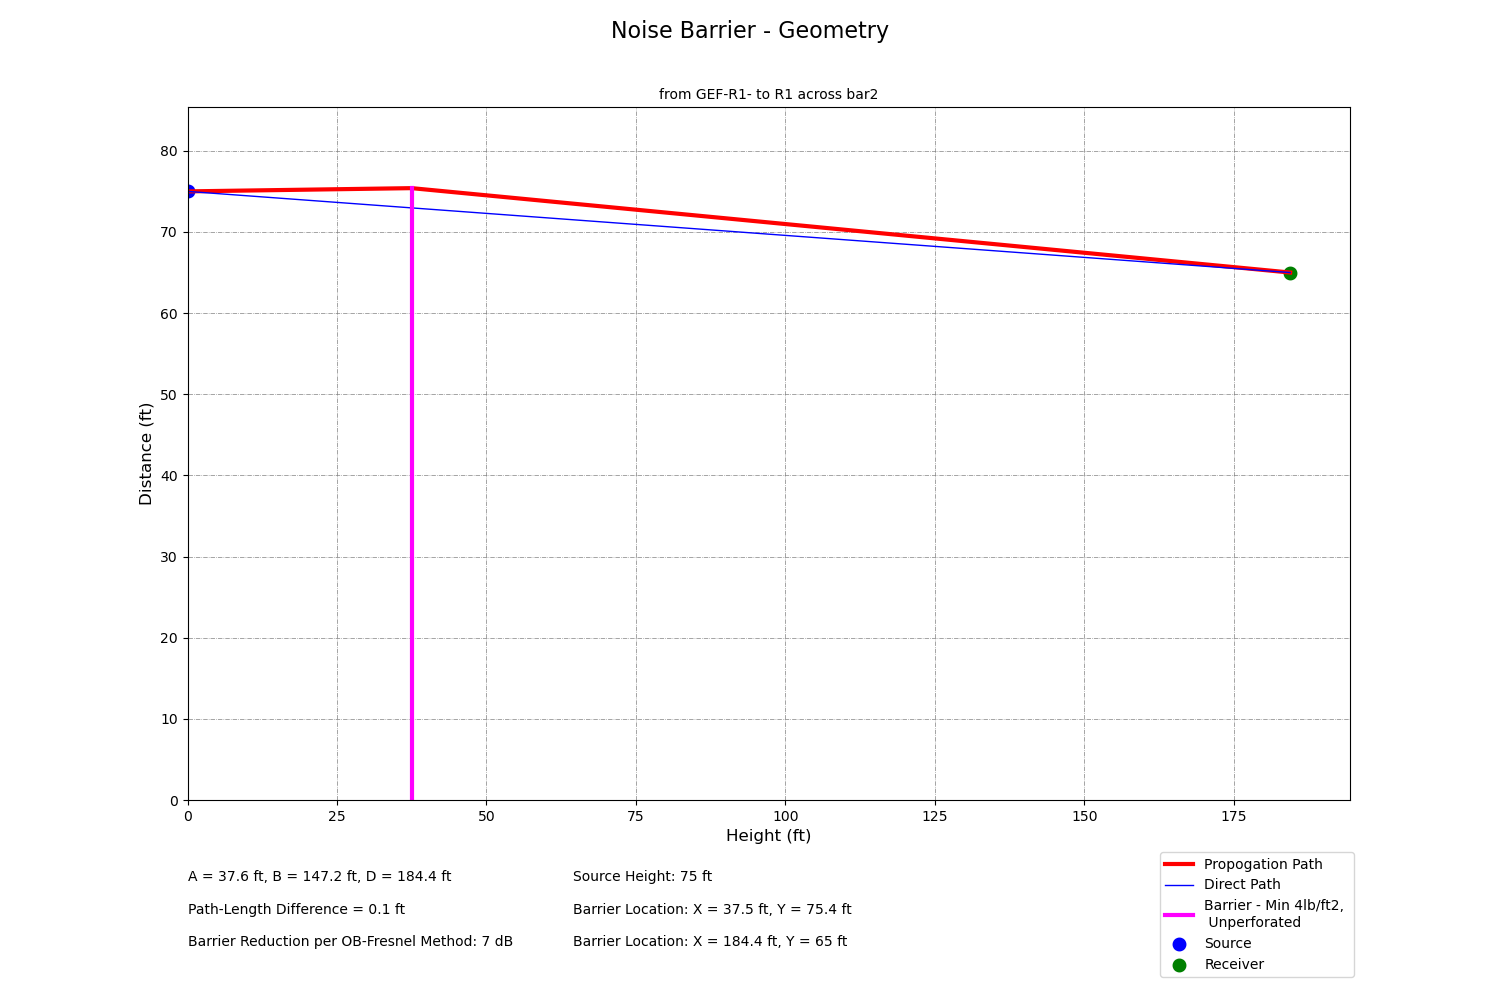 Noise Barrier - Geometry
from GEF-R1- to R1 across bar2
80
70
60
50
40
30
20
10
0
Distance (ft)
0 25 50 75 100 125 150 175
Height (ft)
A = 37.6 ft, B = 147.2 ft, D = 184.4 ft
Path-Length Difference = 0.1 ft
Barrier Reduction per OB-Fresnel Method: 7 dB
Source Height: 75 ft
Barrier Location: X = 37.5 ft, Y = 75.4 ft
Barrier Location: X = 184.4 ft, Y = 65 ft
Propogation Path
Direct Path
Barrier - Min 4lb/ft2,
Unperforated
Source
Receiver